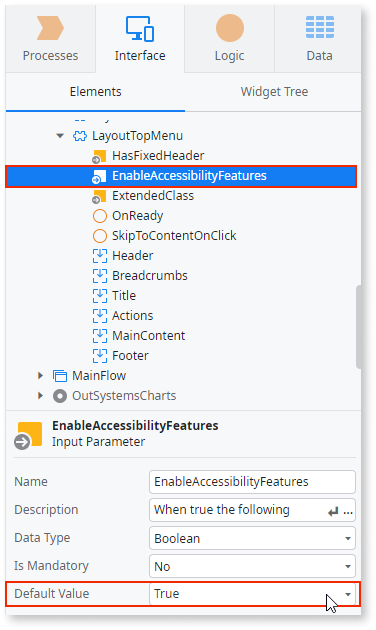 Processes Interface Logic Data
Elements Widget Tree
LayoutTopMenu
HasFixedHeader
EnableAccessibilityFeatures
ExtendedClass
OnReady
SkipToContentOnClick
Header
Breadcrumbs
Title
Actions
MainContent
Footer
MainFlow
OutSystemsCharts
EnableAccessibilityFeatures
Input Parameter
Name EnableAccessibilityFeatures
Description When true the following ...
Data Type Boolean
Is Mandatory No
Default Value True